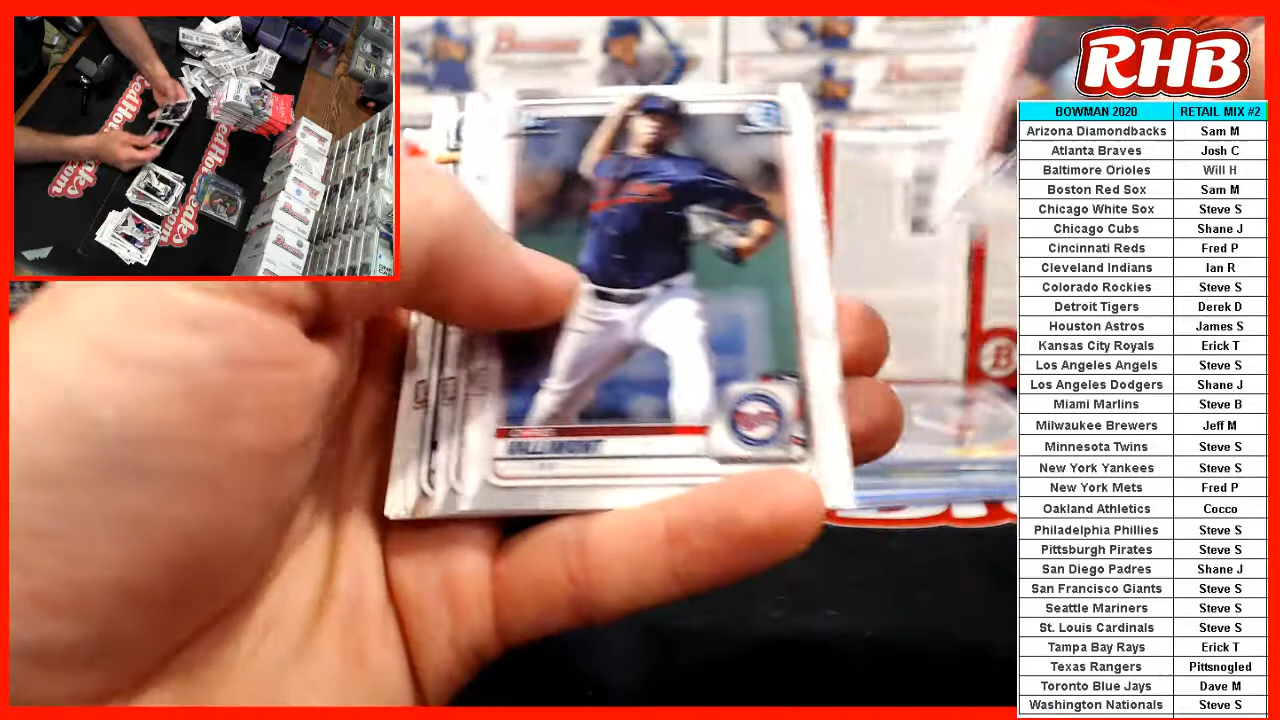 RHB
BOWMAN 2020 RETAIL MIX #2
Arizona Diamondbacks Sam M
Atlanta Braves Josh C
Baltimore Orioles Will H
Boston Red Sox Sam M
Chicago White Sox Steve S
Chicago Cubs Shane J
Cincinnati Reds Fred P
Cleveland Indians Ian R
Colorado Rockies Steve S
Detroit Tigers Derek D
Houston Astros James S
Kansas City Royals Erick T
Los Angeles Angels Steve S
Los Angeles Dodgers Shane J
Miami Marlins Steve B
Milwaukee Brewers Jeff M
Minnesota Twins Steve S
New York Yankees Steve S
New York Mets Fred P
Oakland Athletics Cocco
Philadelphia Phillies Steve S
Pittsburgh Pirates Steve S
San Diego Padres Shane J
San Francisco Giants Steve S
Seattle Mariners Steve S
St. Louis Cardinals Steve S
Tampa Bay Rays Erick T
Texas Rangers Pittsnogled
Toronto Blue Jays Dave M
Washington Nationals Steve S